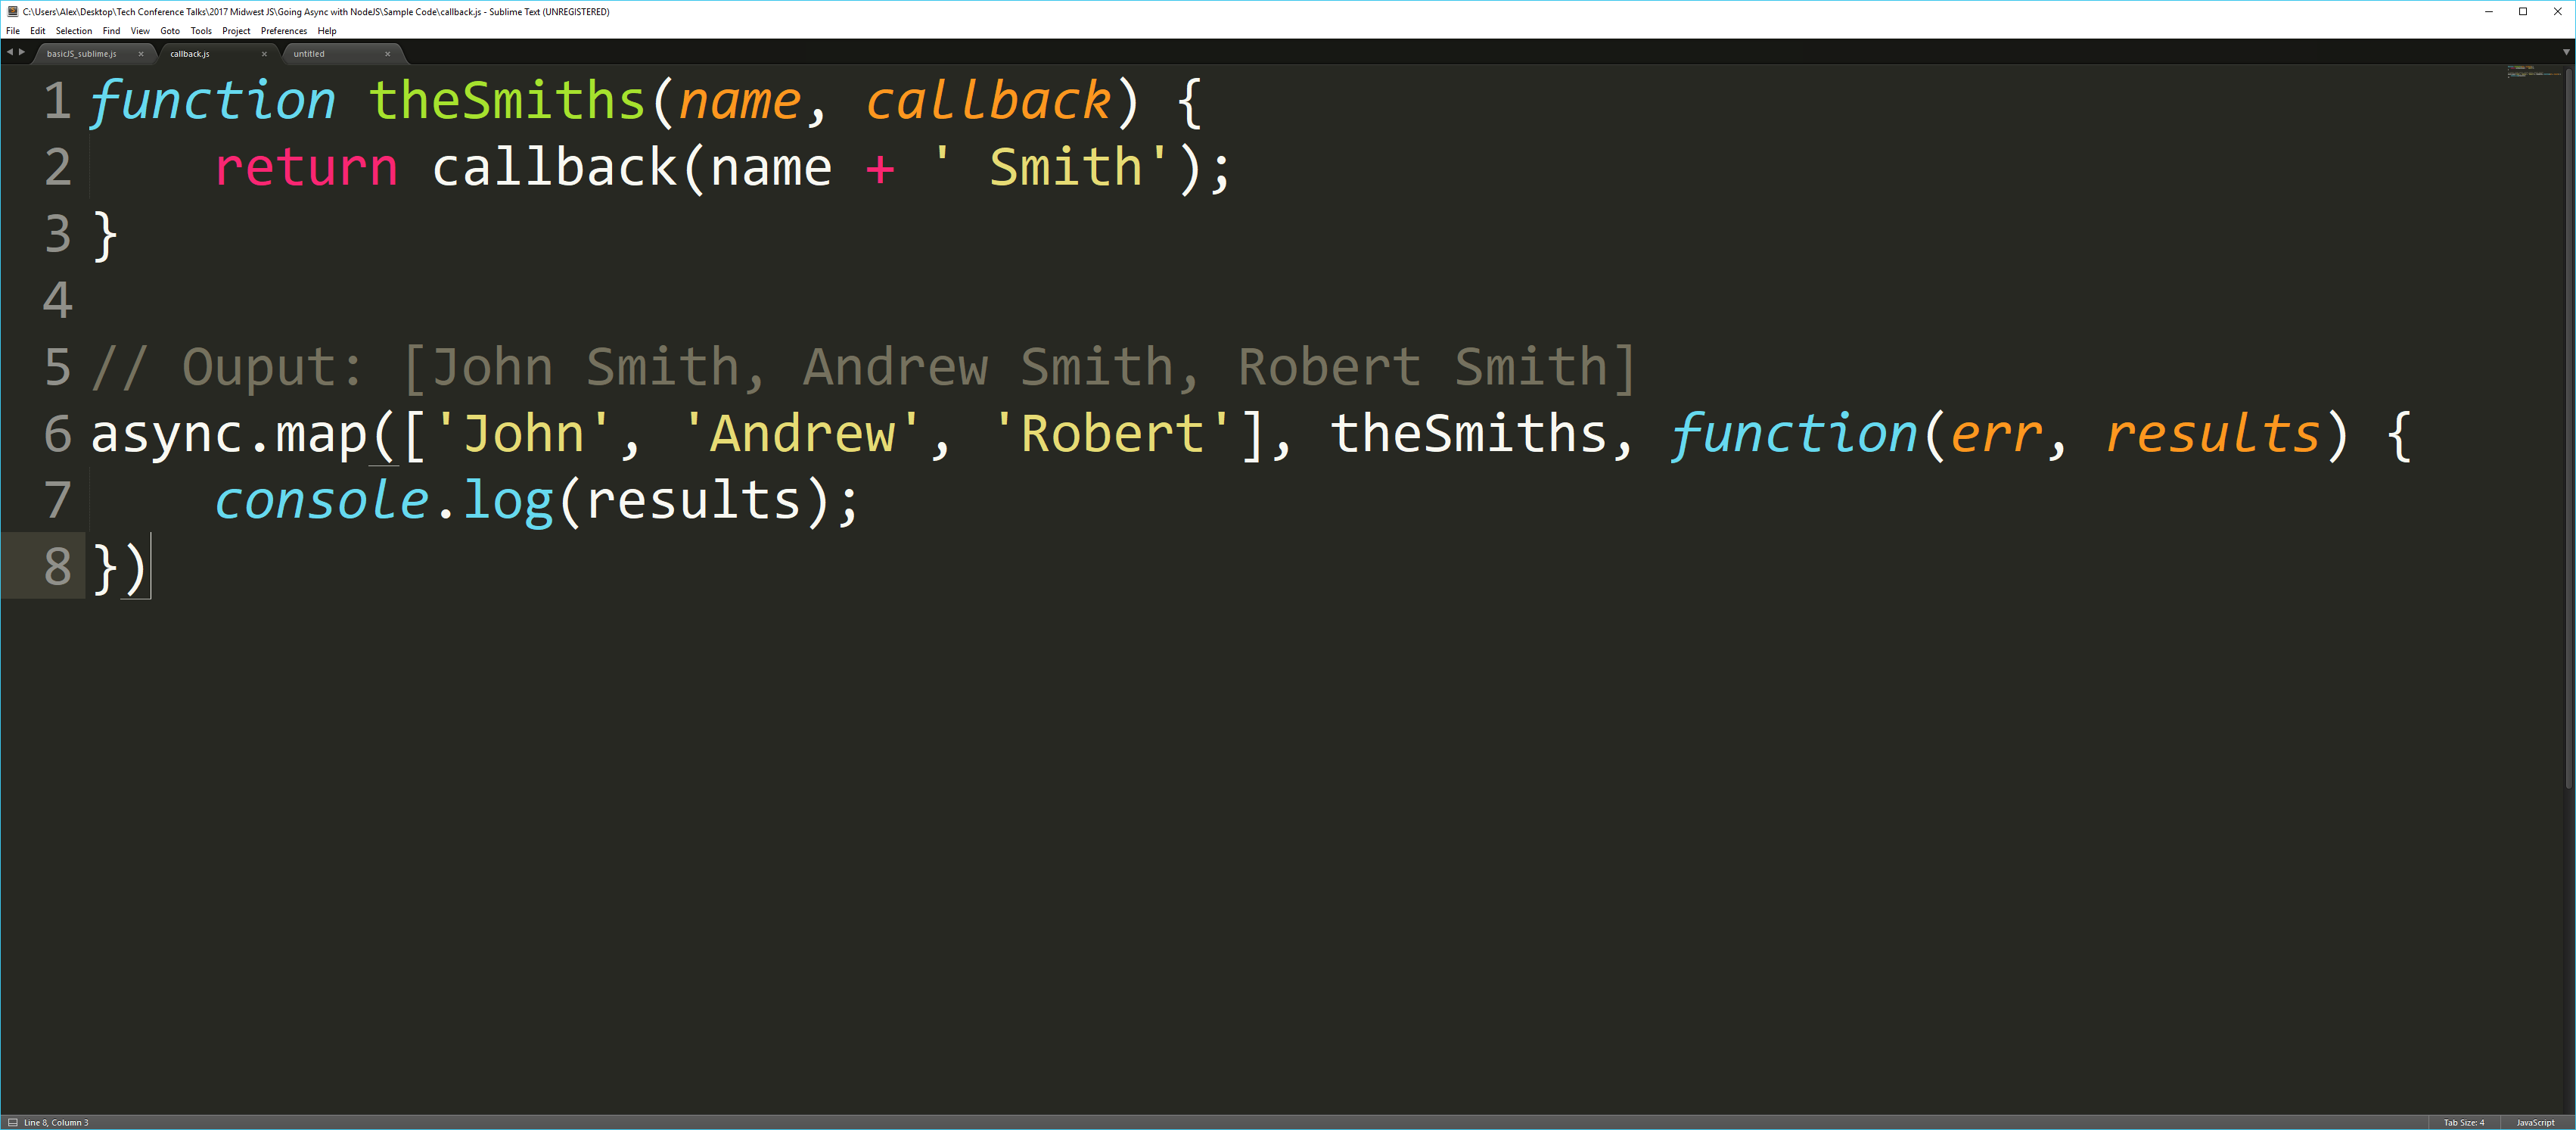 C:\Users\Alex\Desktop\Tech Conference Talks\2017 Midwest JS\Going Async with NodeJS\Sample Code\callback.js - Sublime Text (UNREGISTERED)
File Edit Selection Find View Goto Tools Project Preferences Help
basicJS_sublime.js callback.js untitled
1 function theSmiths(name, callback) {
2     return callback(name + ' Smith');
3 }
4
5 // Ouput: [John Smith, Andrew Smith, Robert Smith]
6 async.map(['John', 'Andrew', 'Robert'], theSmiths, function(err, results) {
7     console.log(results);
8 })
Line 8, Column 3 Tab Size: 4 JavaScript